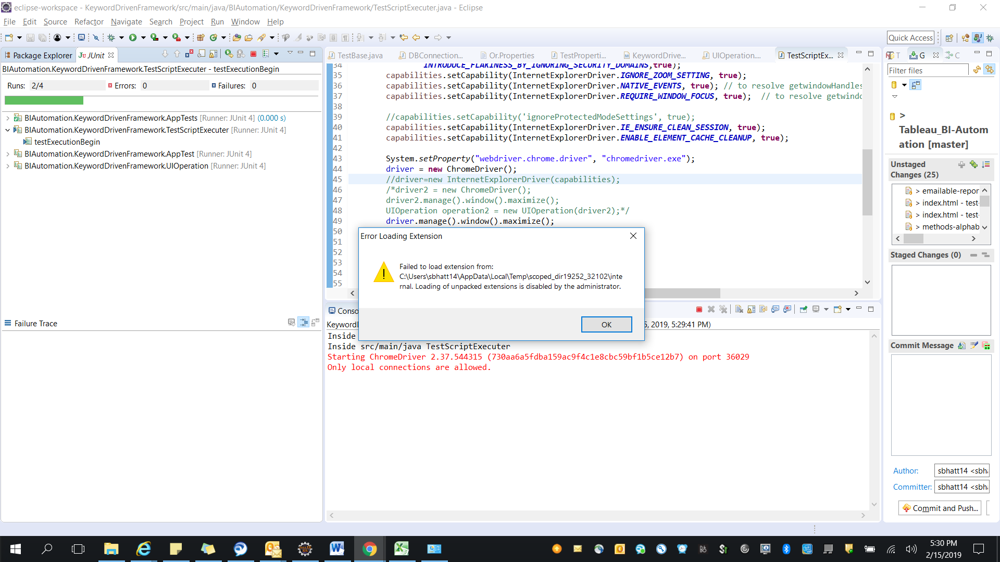 eclipse-workspace - KeywordDrivenFramework/src/main/java/BIAutomation/KeywordDrivenFramework/TestScriptExecuter.java - Eclipse
File Edit Source Refactor Navigate Search Project Run Window Help
Quick Access
Package Explorer
JUnit
BIAutomation.KeywordDrivenFramework.TestScriptExecuter - testExecutionBegin
Runs: 2/4 Errors: 0 Failures: 0
BIAutomation.KeywordDrivenFramework.AppTests [Runner: JUnit 4] (0.000 s)
BIAutomation.KeywordDrivenFramework.TestScriptExecuter [Runner: JUnit 4]
testExecutionBegin
BIAutomation.KeywordDrivenFramework.AppTest [Runner: JUnit 4]
BIAutomation.KeywordDrivenFramework.UIOperation [Runner: JUnit 4]
Failure Trace
TestBase.java DBConnection... Or.Properties TestProperti... KeywordDrive... UIOperation.... TestScriptEx...
34 INTRODUCE_FLAKINESS_BY_IGNORING_SECURITY_DOMAINS,true);
35 capabilities.setCapability(InternetExplorerDriver.IGNORE_ZOOM_SETTING, true);
36 capabilities.setCapability(InternetExplorerDriver.NATIVE_EVENTS, true); // to resolve getwindowHandles
37 capabilities.setCapability(InternetExplorerDriver.REQUIRE_WINDOW_FOCUS, true); // to resolve getwindo
38
39 //capabilities.setCapability('ignoreProtectedModeSettings', true);
40 capabilities.setCapability(InternetExplorerDriver.IE_ENSURE_CLEAN_SESSION, true);
41 capabilities.setCapability(InternetExplorerDriver.ENABLE_ELEMENT_CACHE_CLEANUP, true);
42
43 System.setProperty("webdriver.chrome.driver", "chromedriver.exe");
44 driver = new ChromeDriver();
45 //driver=new InternetExplorerDriver(capabilities);
46 /*driver2 = new ChromeDriver();
47 driver2.manage().window().maximize();
48 UIOperation operation2 = new UIOperation(driver2);*/
49 driver.manage().window().maximize();
50
51
52
53
54
55
Error Loading Extension
Failed to load extension from:
C:\Users\sbhatt14\AppData\Local\Temp\scoped_dir19252_32102\inte
rnal. Loading of unpacked extensions is disabled by the administrator.
OK
Conso
Keywordl
5, 2019, 5:29:41 PM)
Inside
Inside src/main/java TestScriptExecuter
Starting ChromeDriver 2.37.544315 (730aa6a5fdba159ac9f4c1e8cbc59bf1b5ce12b7) on port 36029
Only local connections are allowed.
T G C
Filter files
>
Tableau_BI-Autom
ation [master]
Unstaged
Changes (25)
> emailable-repor
> index.html - test-
> index.html - test-
> methods-alphab
Staged Changes (0)
Commit Message
Author: sbhatt14 <sbha
Committer: sbhatt14 <sbha
Commit and Push...
5:30 PM
2/15/2019